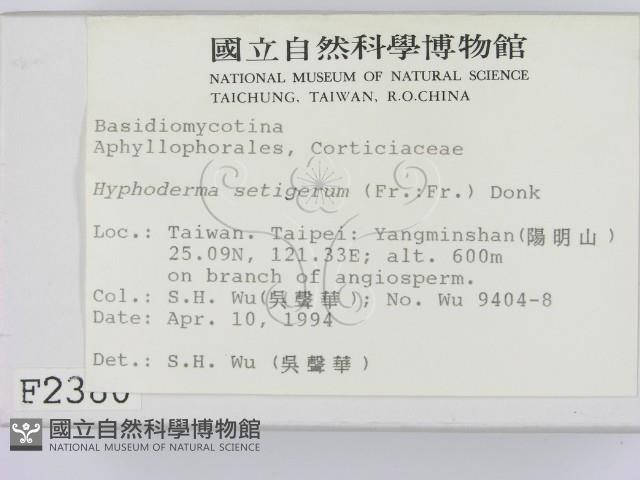 國立自然科學博物館
NATIONAL MUSEUM OF NATURAL SCIENCE
TAICHUNG, TAIWAN, R.O.CHINA
Basidiomycotina
Aphyllophorales, Corticiaceae
Hyphoderma setigerum (Fr.:Fr.) Donk
Loc.: Taiwan. Taipei: Yangminshan(陽明山)
25.09N, 121.33E; alt. 600m
on branch of angiosperm.
Col.: S.H. Wu(吳聲華); No. Wu 9404-8
Date: Apr. 10, 1994
Det.: S.H. Wu (吳聲華)
國立自然科學博物館
NATIONAL MUSEUM OF NATURAL SCIENCE